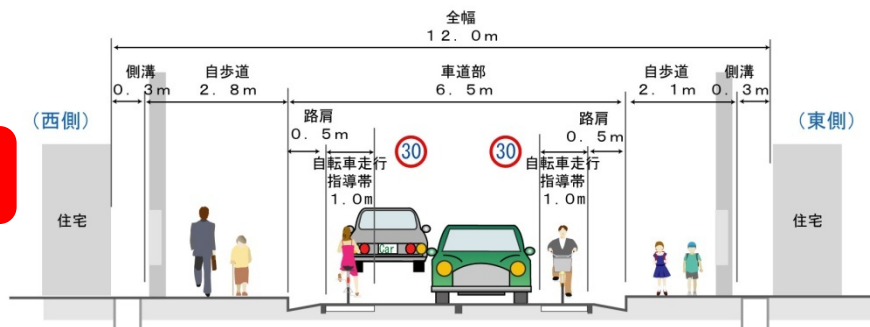 全幅
12.0m
側溝
0.3m
自歩道
2.8m
車道部
6.5m
自歩道
2.1m
側溝
0.3m
(西側)
路肩
0.5m
30
30
路肩
0.5m
(東側)
自転車走行
指導帯
1.0m
自転車走行
指導帯
1.0m
住宅
Car
住宅